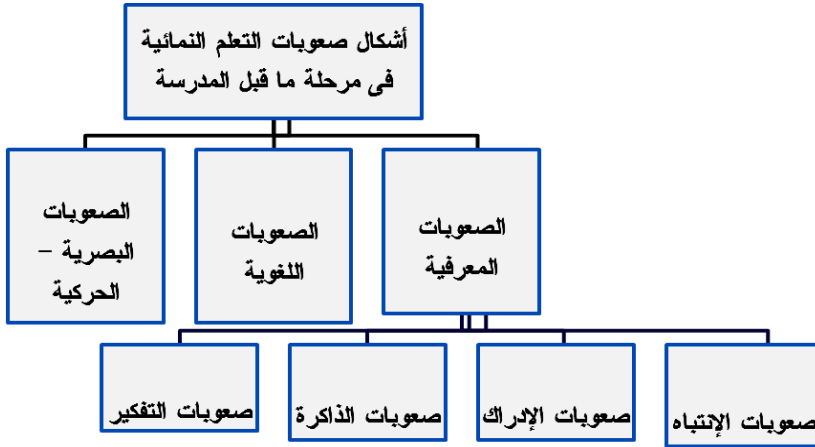 أشكال صعوبات التعلم النمائية
فى مرحلة ما قبل المدرسة
الصعوبات
المعرفية
الصعوبات
اللغوية
الصعوبات
البصرية –
الحركية
صعوبات الإنتباه
صعوبات الإدراك
صعوبات الذاكرة
صعوبات التفكير